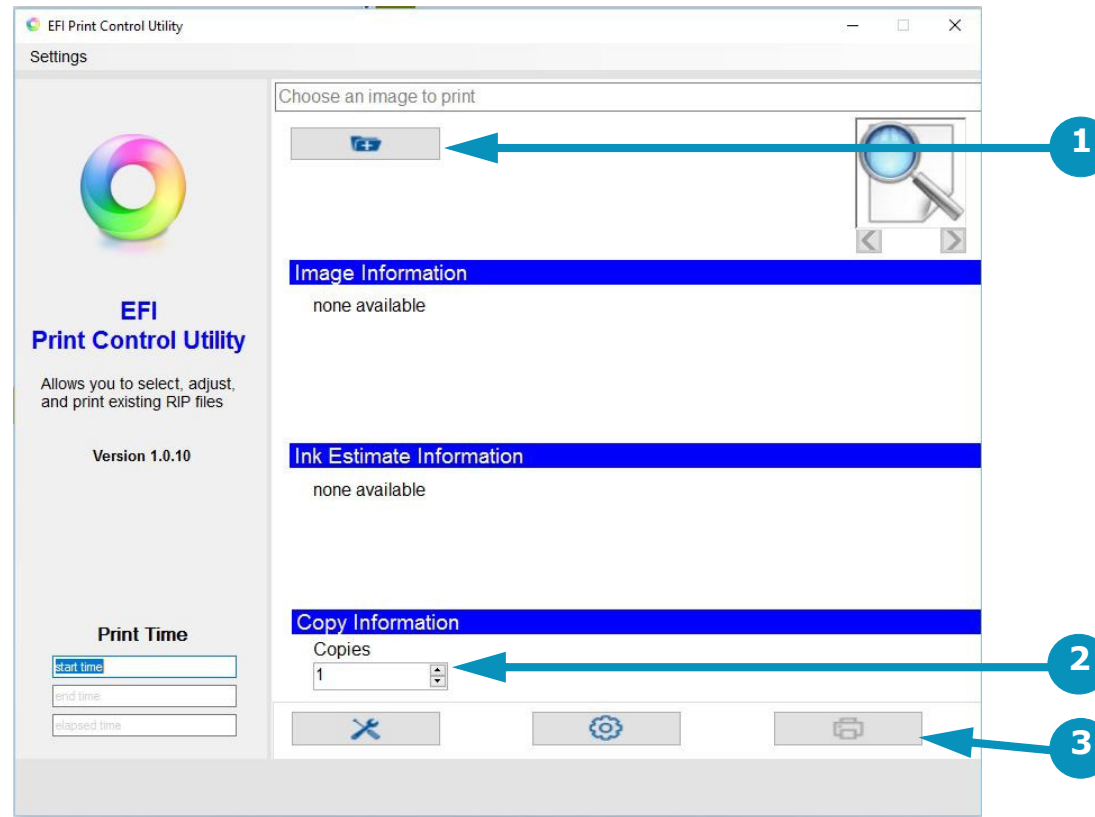 EFI Print Control Utility
Settings
Choose an image to print
1
Image Information
none available
EFI
Print Control Utility
Allows you to select, adjust,
and print existing RIP files
Version 1.0.10
Ink Estimate Information
none available
Copy Information
Copies
1
2
Print Time
start time
end time
elapsed time
3